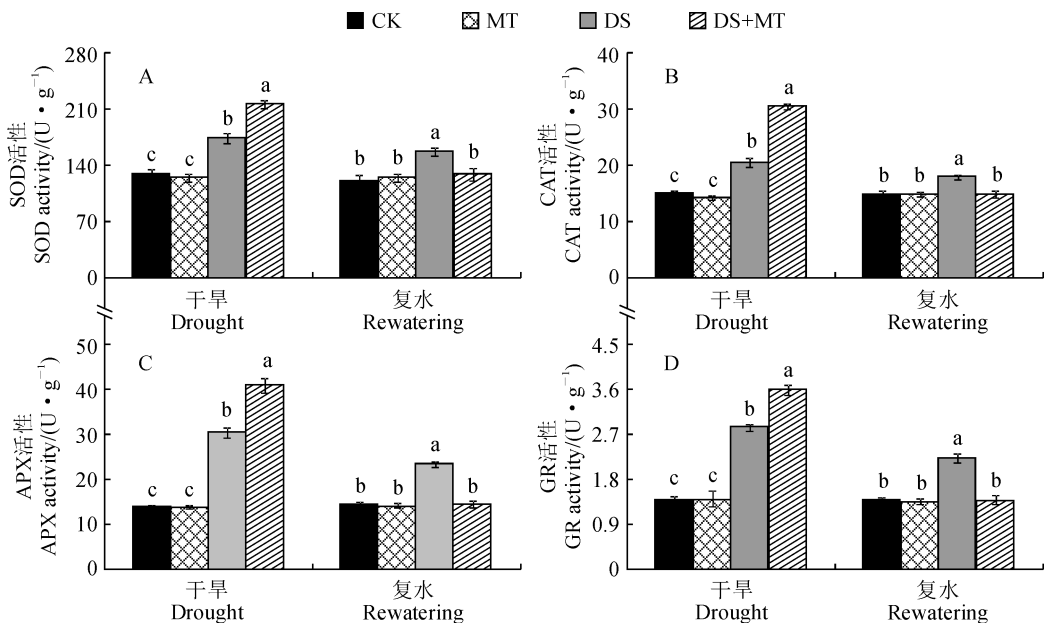 CK MT DS DS+MT
A
SOD活性
SOD activity/(U·g⁻¹)
280
210
140
70
0
c c b a
b b a b
干旱 复水
Drought Rewatering
B
CAT活性
CAT activity/(U·g⁻¹)
40
30
20
10
0
c c b a
b b a b
干旱 复水
Drought Rewatering
C
APX活性
APX activity/(U·g⁻¹)
50
40
30
20
10
0
c c b a
b b a b
干旱 复水
Drought Rewatering
D
GR活性
GR activity/(U·g⁻¹)
4.5
3.6
2.7
1.8
0.9
0
c c b a
b b a b
干旱 复水
Drought Rewatering